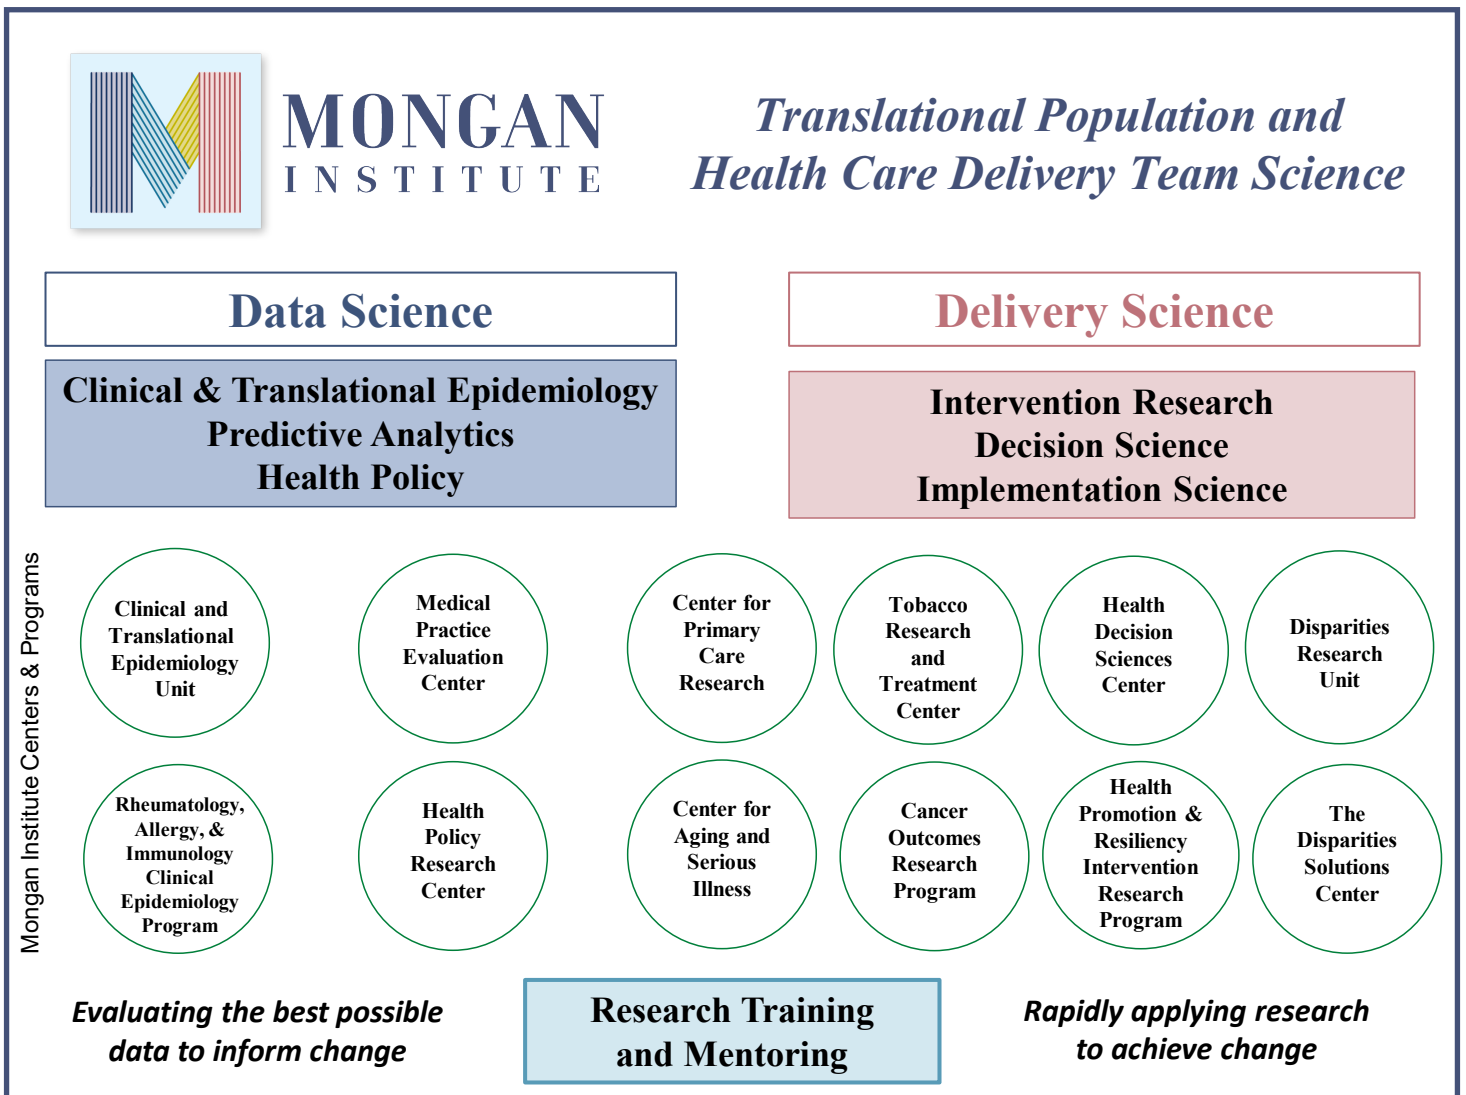 MONGAN
INSTITUTE
Translational Population and
Health Care Delivery Team Science
Data Science
Clinical & Translational Epidemiology
Predictive Analytics
Health Policy
Delivery Science
Intervention Research
Decision Science
Implementation Science
Mongan Institute Centers & Programs
Clinical and
Translational
Epidemiology
Unit
Medical
Practice
Evaluation
Center
Center for
Primary
Care
Research
Tobacco
Research
and
Treatment
Center
Health
Decision
Sciences
Center
Disparities
Research
Unit
Rheumatology,
Allergy, &
Immunology
Clinical
Epidemiology
Program
Health
Policy
Research
Center
Center for
Aging and
Serious
Illness
Cancer
Outcomes
Research
Program
Health
Promotion &
Resiliency
Intervention
Research
Program
The
Disparities
Solutions
Center
Evaluating the best possible
data to inform change
Research Training
and Mentoring
Rapidly applying research
to achieve change